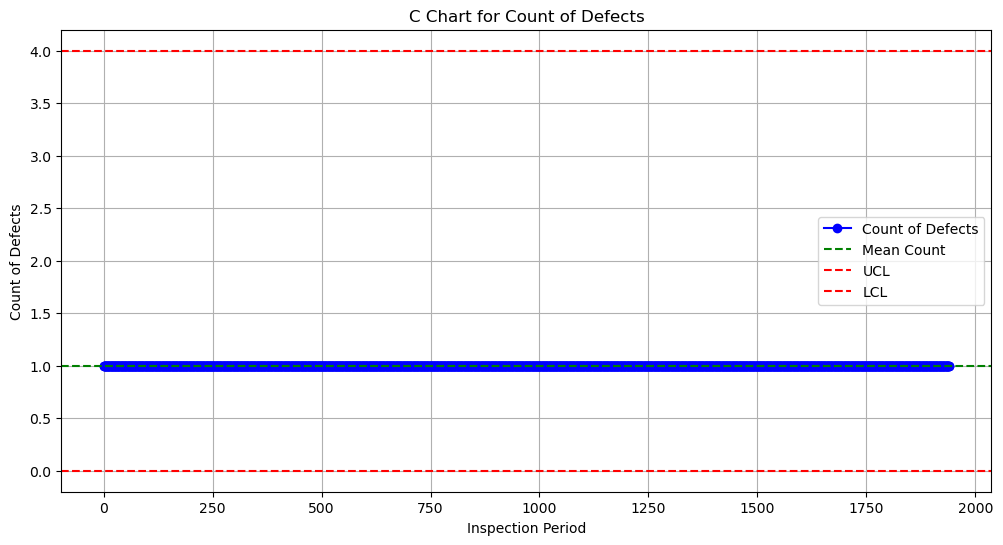 C Chart for Count of Defects
4.0
3.5
3.0
2.5
2.0
1.5
1.0
0.5
0.0
Count of Defects
Count of Defects
Mean Count
UCL
LCL
0
250
500
750
1000
1250
1500
1750
2000
Inspection Period